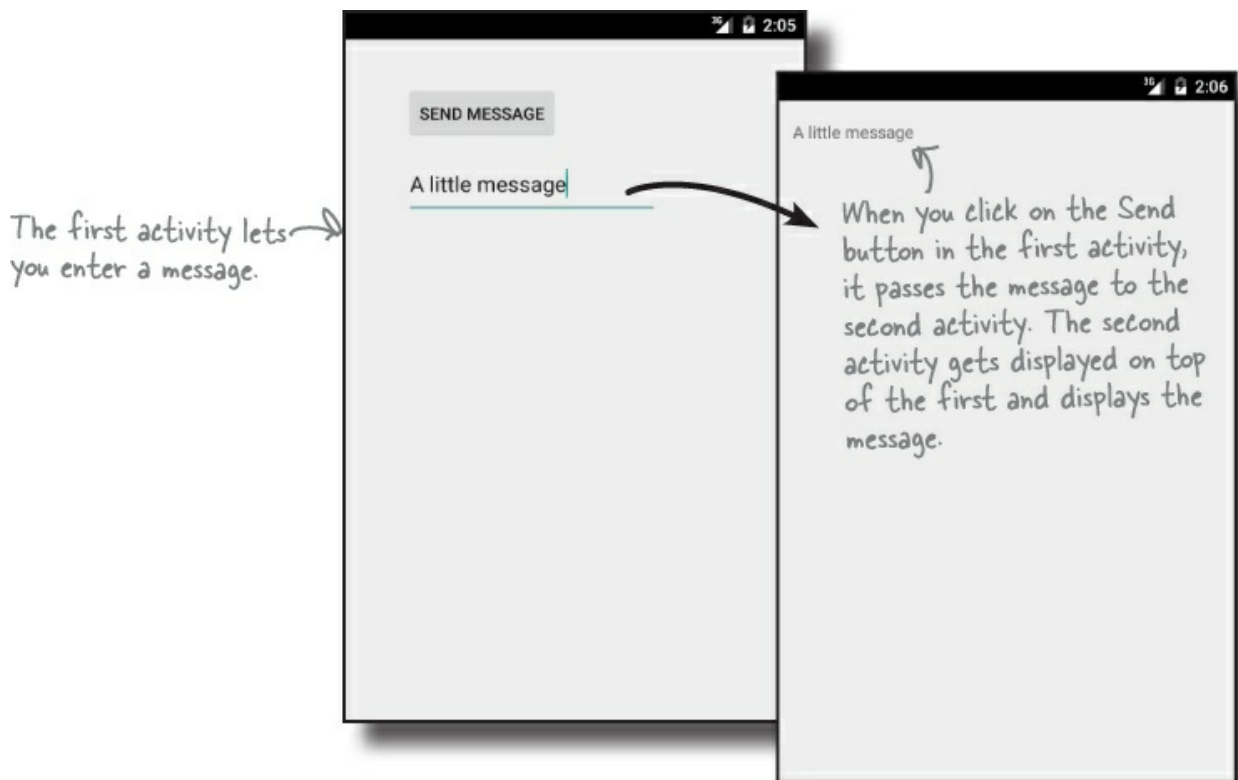 3G 2:05
SEND MESSAGE
A little message
The first activity lets
you enter a message.
3G 2:06
A little message
When you click on the Send
button in the first activity,
it passes the message to the
second activity. The second
activity gets displayed on top
of the first and displays the
message.